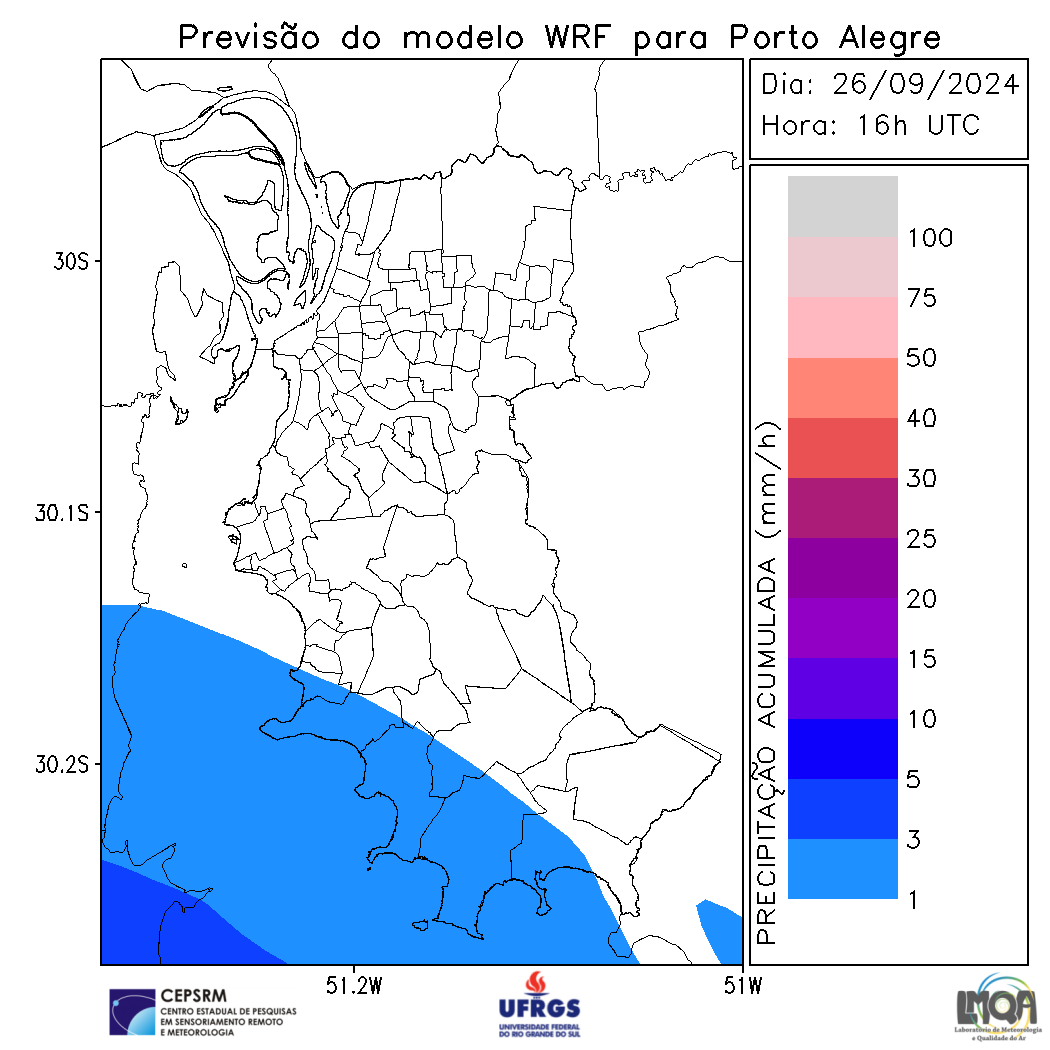 Previsão do modelo WRF para Porto Alegre
Dia: 26/09/2024
Hora: 16h UTC
30S
30.1S
30.2S
51.2W
51W
PRECIPITAÇÃO ACUMULADA (mm/h)
100
75
50
40
30
25
20
15
10
5
3
1
CEPSRM
CENTRO ESTADUAL DE PESQUISAS
EM SENSORIAMENTO REMOTO
E METEOROLOGIA
UFRGS
UNIVERSIDADE FEDERAL
DO RIO GRANDE DO SUL
LMQA
Laboratório de Meteorologia
e Qualidade do Ar